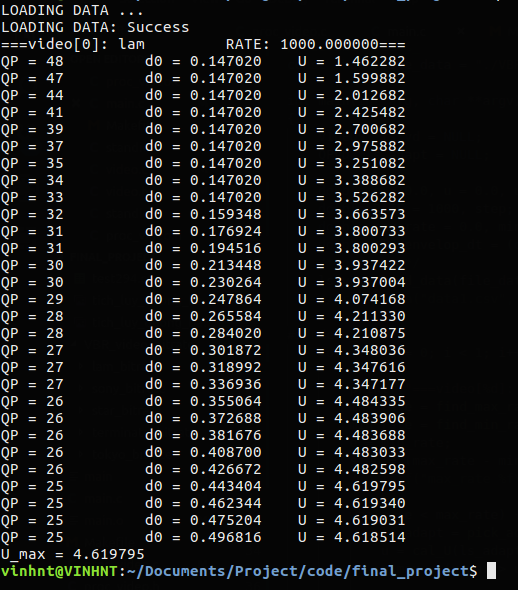 LOADING DATA ...
LOADING DATA: Success
===video[0]: lam RATE: 1000.000000===
QP = 48 d0 = 0.147020 U = 1.462282
QP = 47 d0 = 0.147020 U = 1.599882
QP = 44 d0 = 0.147020 U = 2.012682
QP = 41 d0 = 0.147020 U = 2.425482
QP = 39 d0 = 0.147020 U = 2.700682
QP = 37 d0 = 0.147020 U = 2.975882
QP = 35 d0 = 0.147020 U = 3.251082
QP = 34 d0 = 0.147020 U = 3.388682
QP = 33 d0 = 0.147020 U = 3.526282
QP = 32 d0 = 0.159348 U = 3.663573
QP = 31 d0 = 0.176924 U = 3.800733
QP = 31 d0 = 0.194516 U = 3.800293
QP = 30 d0 = 0.213448 U = 3.937422
QP = 30 d0 = 0.230264 U = 3.937004
QP = 29 d0 = 0.247864 U = 4.074168
QP = 28 d0 = 0.265584 U = 4.211330
QP = 28 d0 = 0.284020 U = 4.210875
QP = 27 d0 = 0.301872 U = 4.348036
QP = 27 d0 = 0.318992 U = 4.347616
QP = 27 d0 = 0.336936 U = 4.347177
QP = 26 d0 = 0.355064 U = 4.484335
QP = 26 d0 = 0.372688 U = 4.483906
QP = 26 d0 = 0.381676 U = 4.483688
QP = 26 d0 = 0.408700 U = 4.483033
QP = 26 d0 = 0.426672 U = 4.482598
QP = 25 d0 = 0.443404 U = 4.619795
QP = 25 d0 = 0.462344 U = 4.619340
QP = 25 d0 = 0.475204 U = 4.619031
QP = 25 d0 = 0.496816 U = 4.618514
U_max = 4.619795
vinhnt@VINHNT:~/Documents/Project/code/final_project$